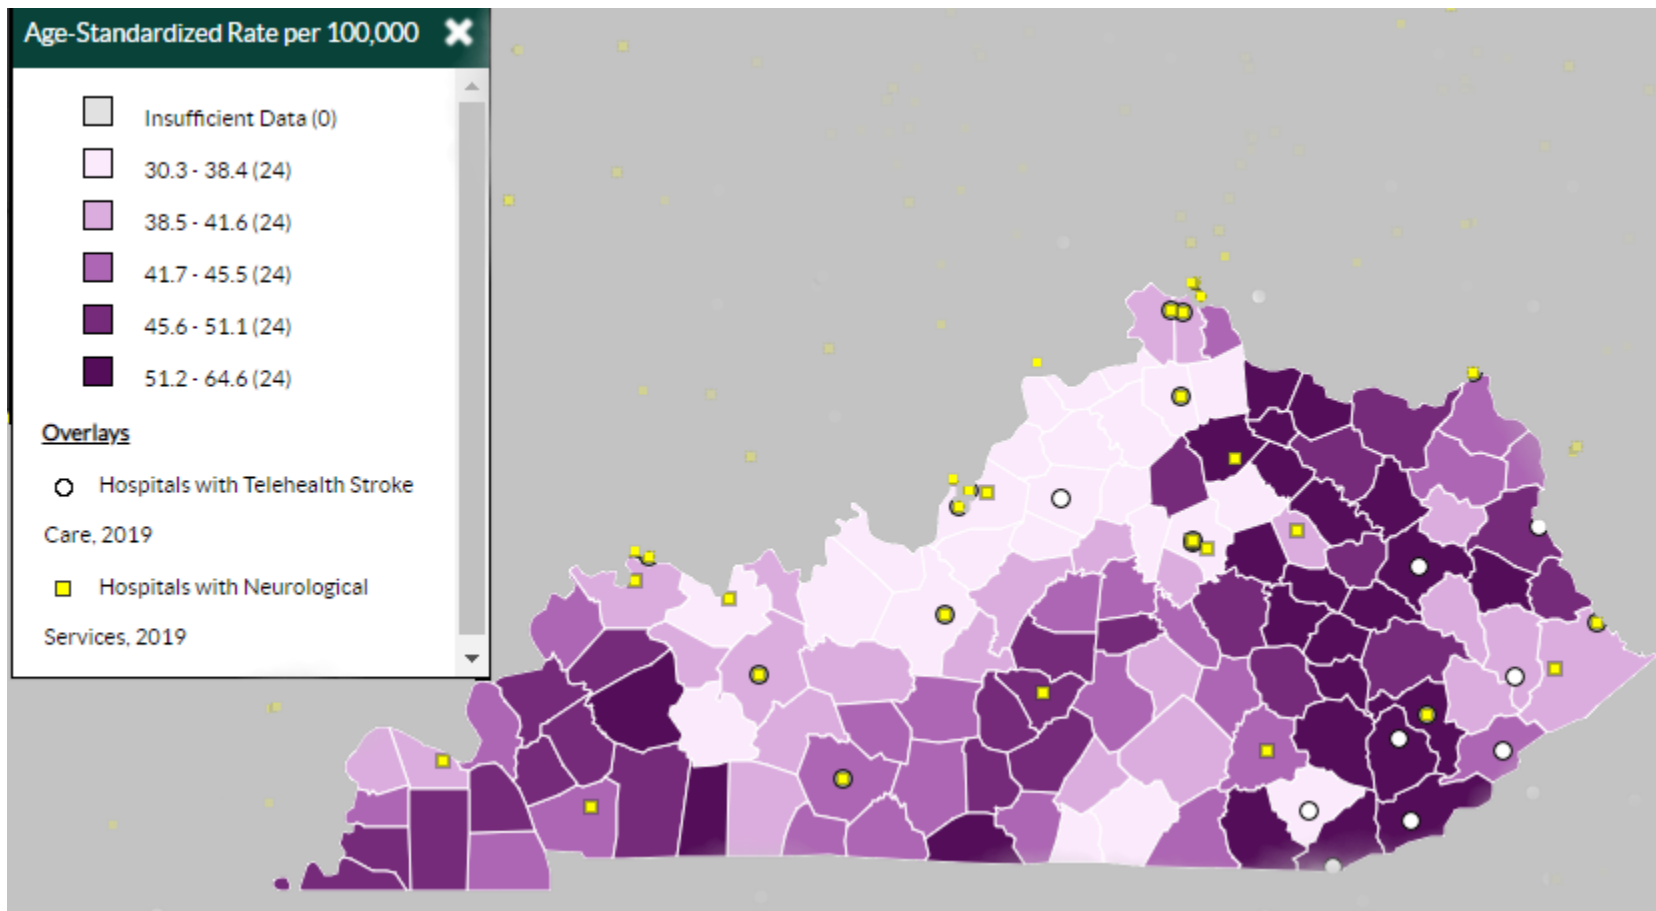 Age-Standardized Rate per 100,000
Insufficient Data (0)
30.3 - 38.4 (24)
38.5 - 41.6 (24)
41.7 - 45.5 (24)
45.6 - 51.1 (24)
51.2 - 64.6 (24)
Overlays
Hospitals with Telehealth Stroke
Care, 2019
Hospitals with Neurological
Services, 2019